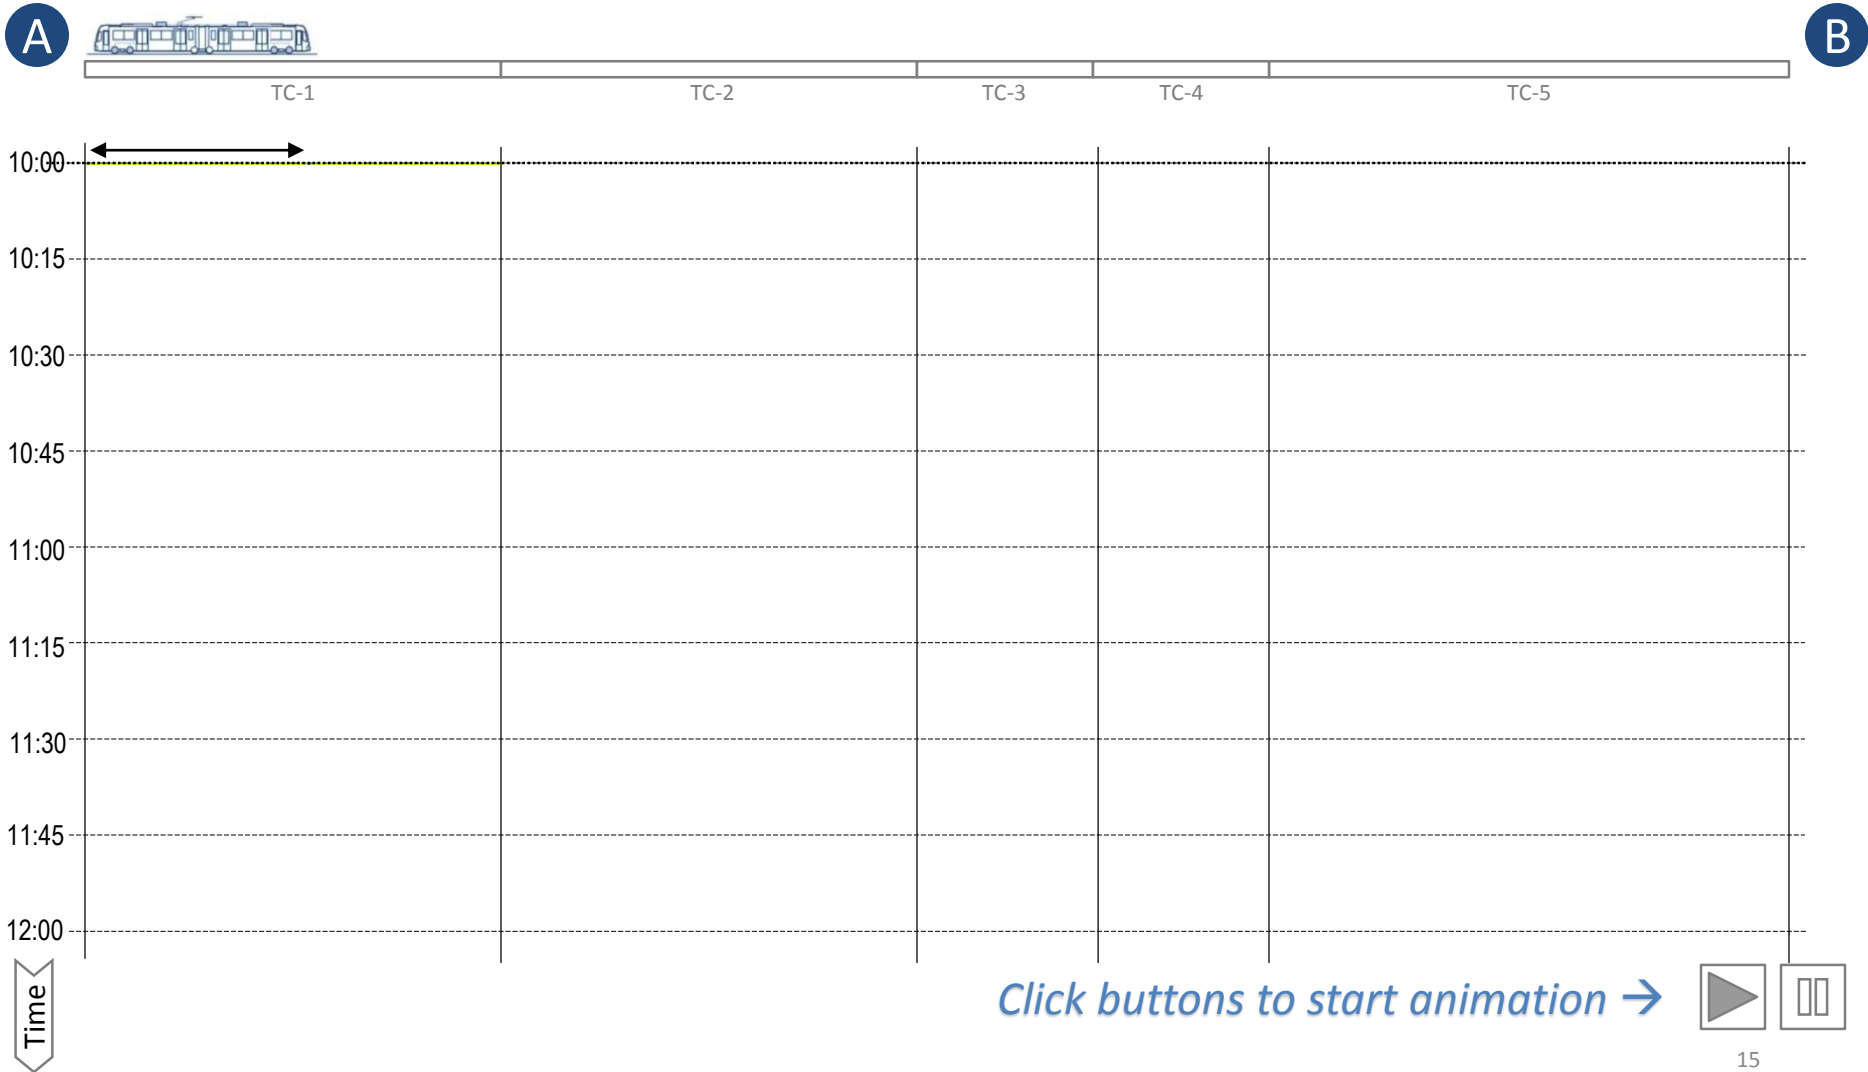 A
B
TC-1 TC-2 TC-3 TC-4 TC-5
10:00
10:15
10:30
10:45
11:00
11:15
11:30
11:45
12:00
Time
Click buttons to start animation →
15